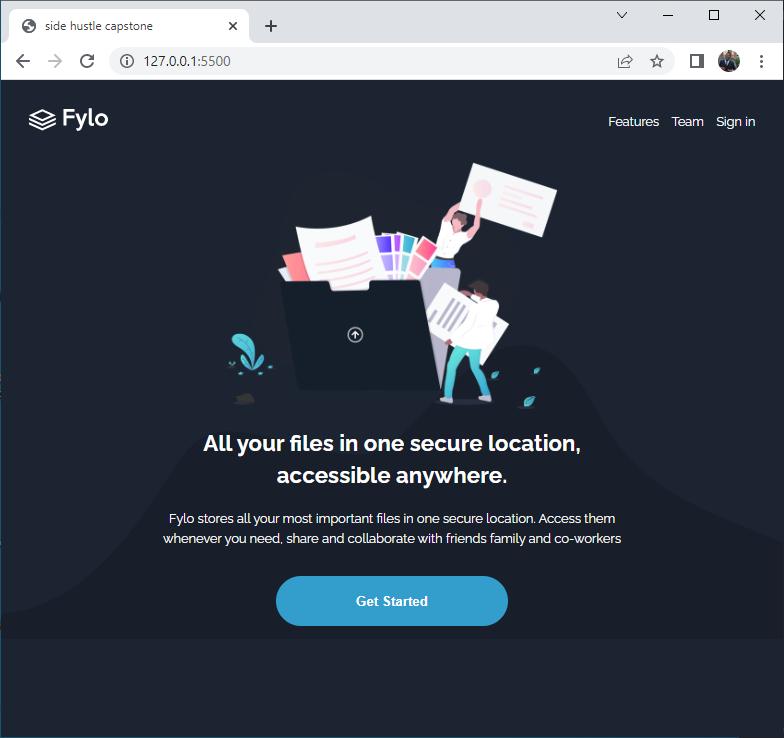 side hustle capstone
127.0.0.1:5500
Fylo
Features Team Sign in
All your files in one secure location,
accessible anywhere.
Fylo stores all your most important files in one secure location. Access them
whenever you need, share and collaborate with friends family and co-workers
Get Started